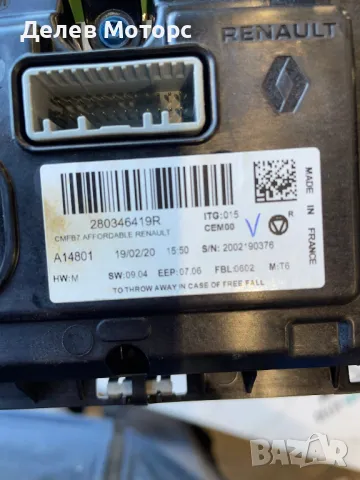 Делев Моторс
RENAULT
280346419R
ITG:015
CMFB7 AFFORDABLE RENAULT
CEM00
V
R
A14801
19/02/20
15:50
S/N: 2002190376
HW:M
SW:09.04
EEP:07.06
FBL:0602
M:T6
TO THROW AWAY IN CASE OF FREE FALL
MADE IN FRANCE
BAZAR